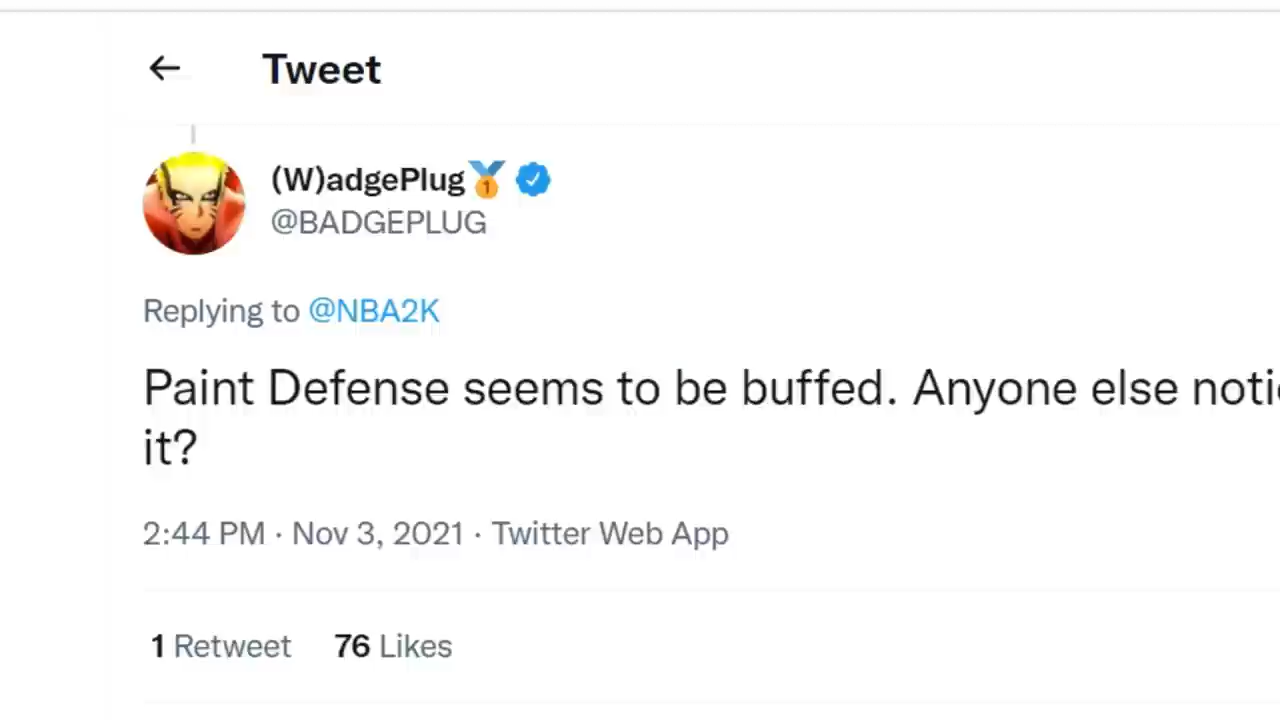 Tweet
(W)adgePlug
@BADGEPLUG
Replying to @NBA2K
Paint Defense seems to be buffed. Anyone else
it?
2:44 PM · Nov 3, 2021 · Twitter Web App
1 Retweet 76 Likes